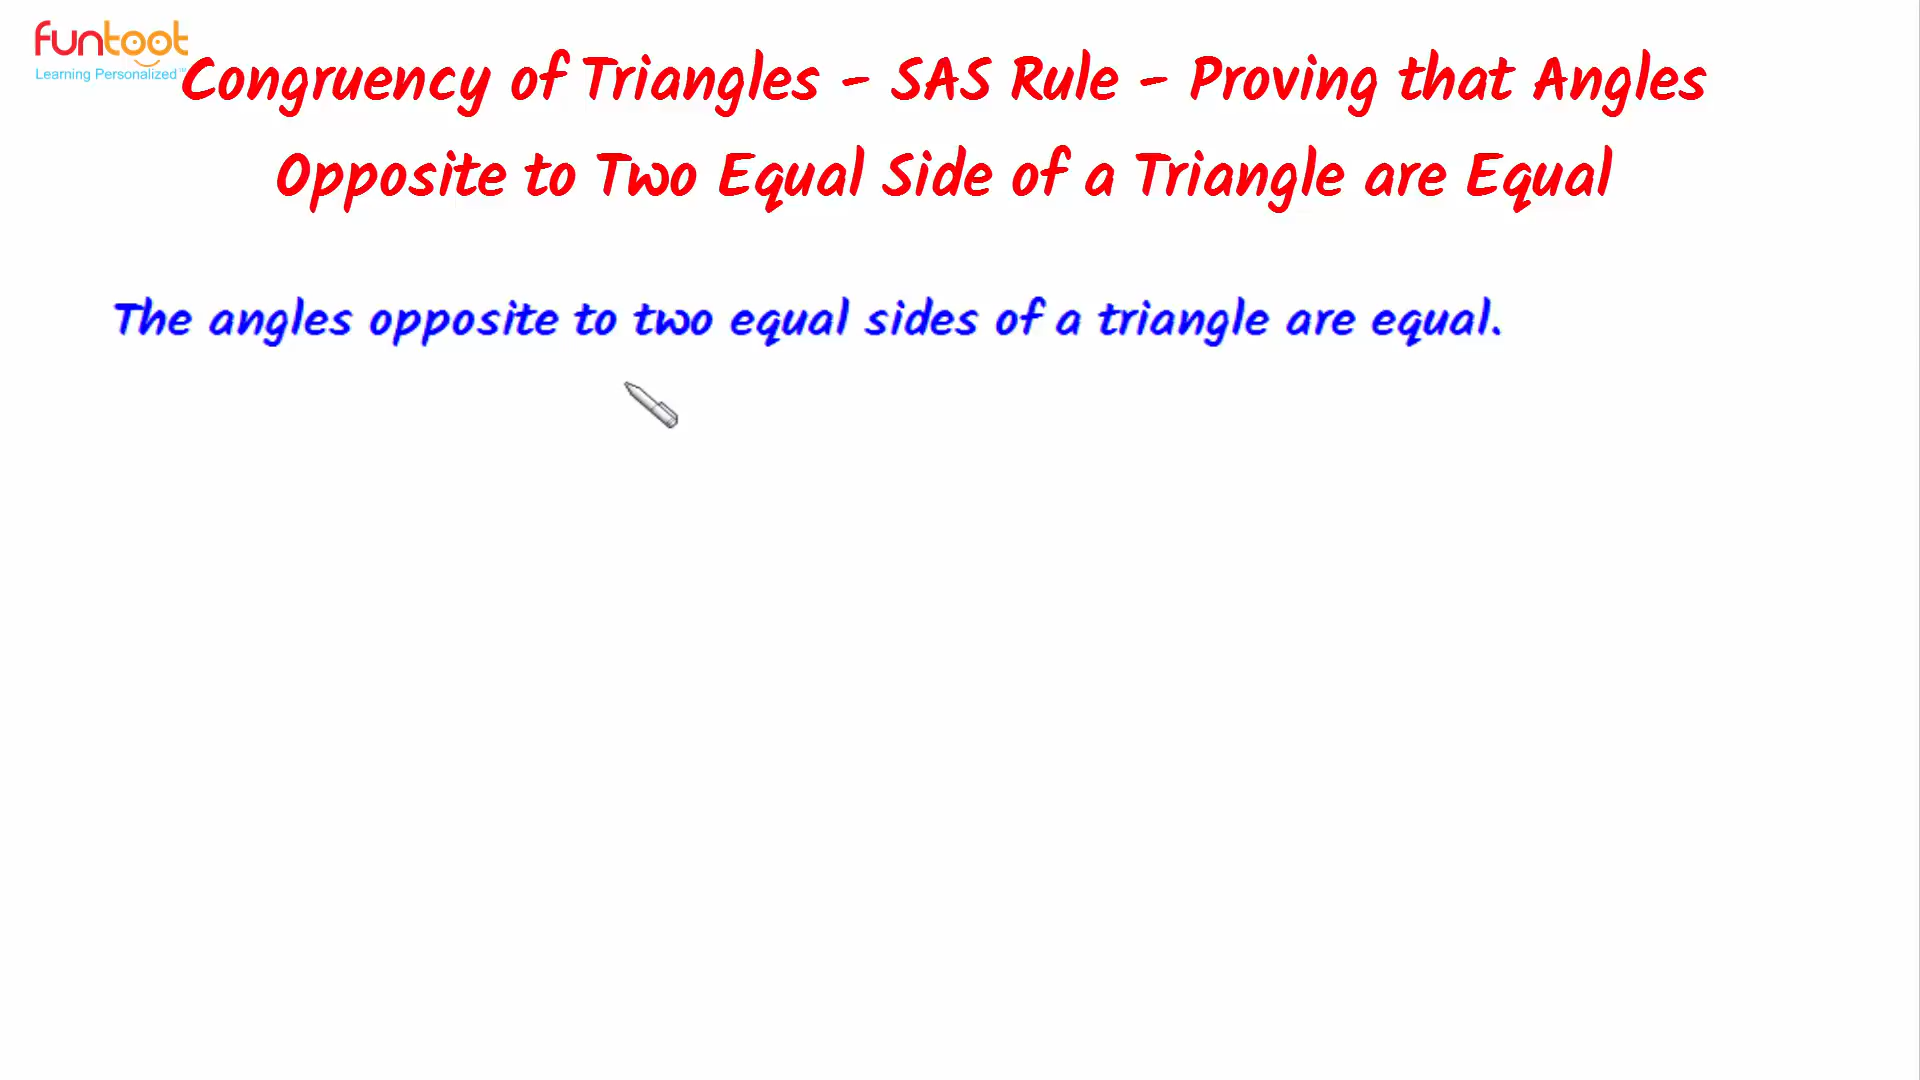 funtoot
Learning Personalized™
Congruency of Triangles - SAS Rule - Proving that Angles
Opposite to Two Equal Side of a Triangle are Equal
The angles opposite to two equal sides of a triangle are equal.